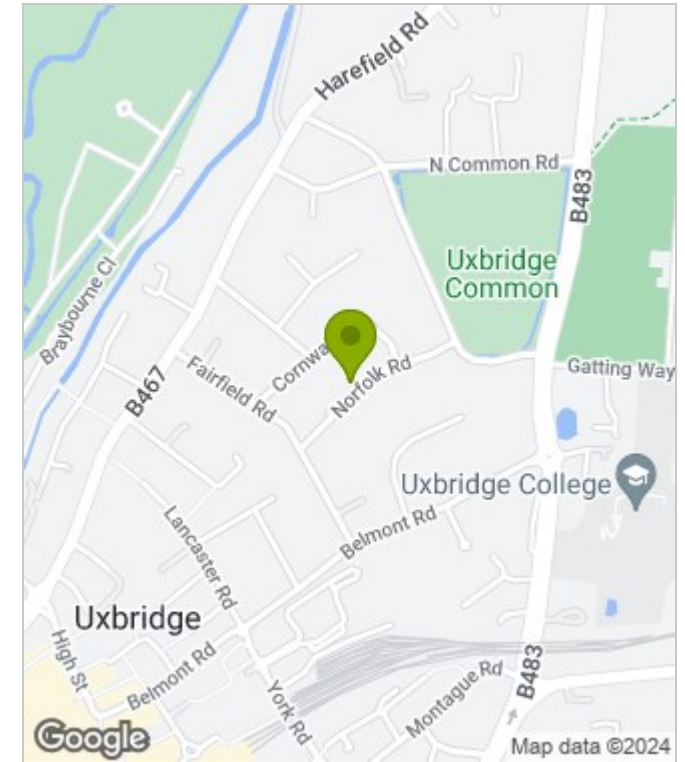 Harefield Rd
N Common Rd
B483
Uxbridge
Common
Braybourne Cl
Cornwa
Norfolk Rd
Gatting Way
B467
Fairfield Rd
Uxbridge College
Belmont Rd
Lancaster Rd
Uxbridge
High St
Belmont Rd
York Rd
Montague Rd
B483
Google
Map data ©2024